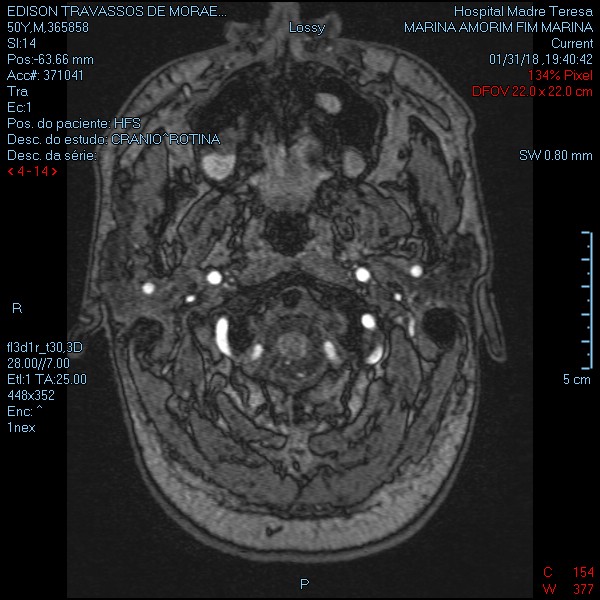 EDISON TRAVASSOS DE MORAE...
50Y,M,365858
Sl:14
Pos:-63.66 mm
Acc#: 371041
Tra
Ec:1
Pos. do paciente: HFS
Desc. do estudo: CRANIO^ROTINA
Desc. da série:
< 4 - 14 >
Lossy
Hospital Madre Teresa
MARINA AMORIM FIM MARINA
Current
01/31/18 ,19:40:42
134% Pixel
DFOV 22.0 x 22.0 cm
SW 0.80 mm
R
fl3d1r_t30,3D
28.00//7.00
Etl:1 TA:25.00
448x352
Enc: ^
1nex
5 cm
P
C 154
W 377